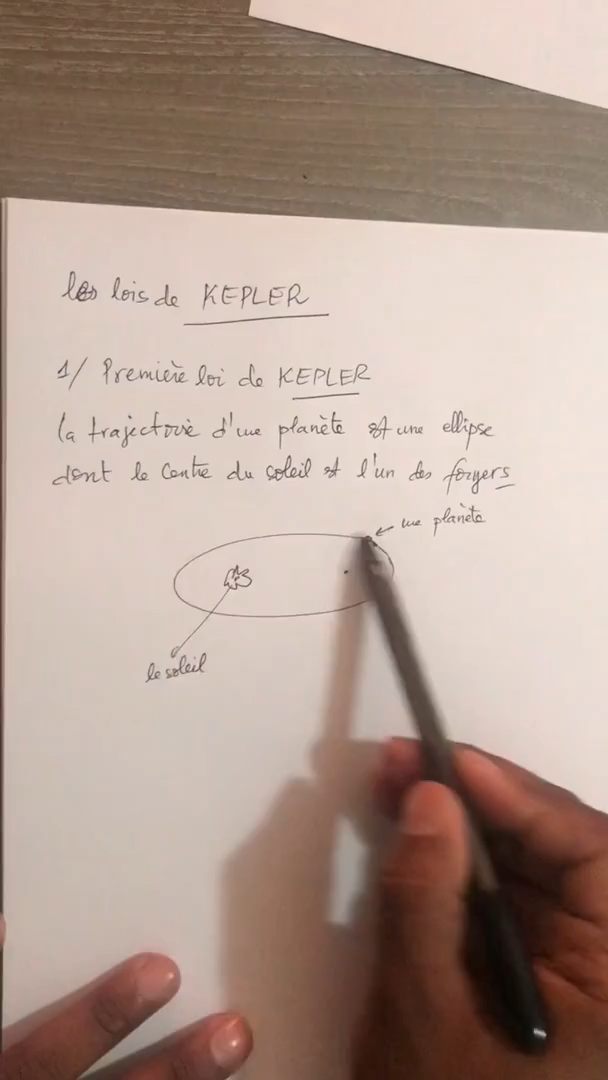 les lois de KEPLER
1/ Première loi de KEPLER
la trajectoire d'une planète est une ellipse
dont le Centre du soleil est l'un des foyers
une planète
le soleil